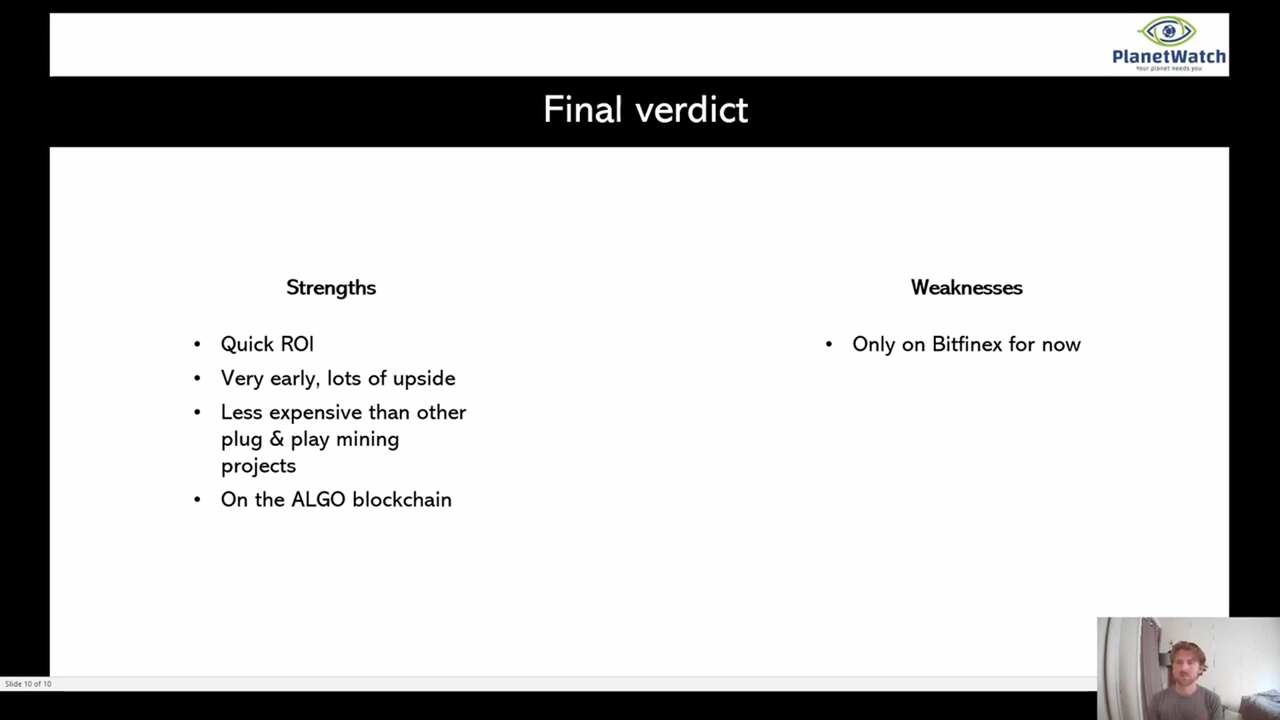 PlanetWatch
Your planet needs you
Final verdict
Strengths
• Quick ROI
• Very early, lots of upside
• Less expensive than other
plug & play mining
projects
• On the ALGO blockchain
Weaknesses
• Only on Bitfinex for now
Slide 10 of 10